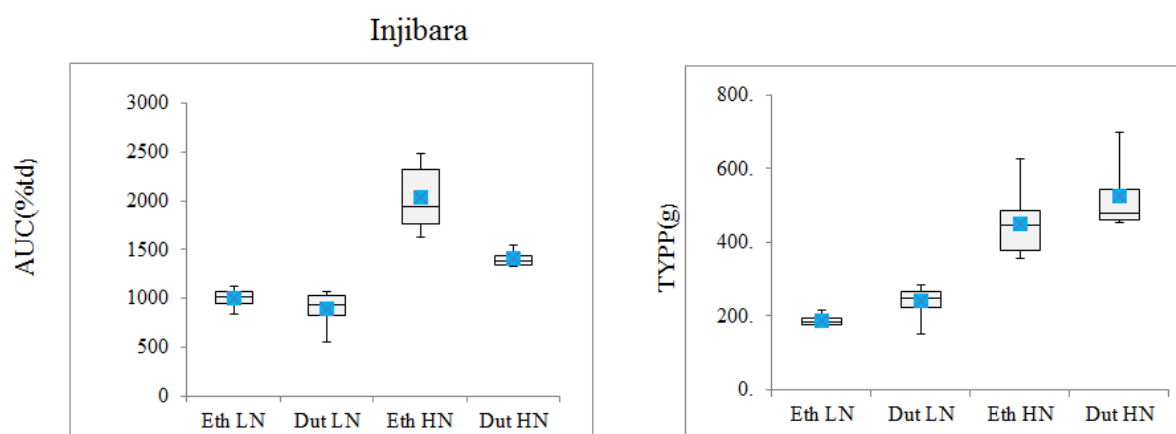 Injibara
AUC(%td)
3000
2500
2000
1500
1000
500
0
Eth LN Dut LN Eth HN Dut HN
TYPP(g)
800.
600.
400.
200.
0.
Eth LN Dut LN Eth HN Dut HN